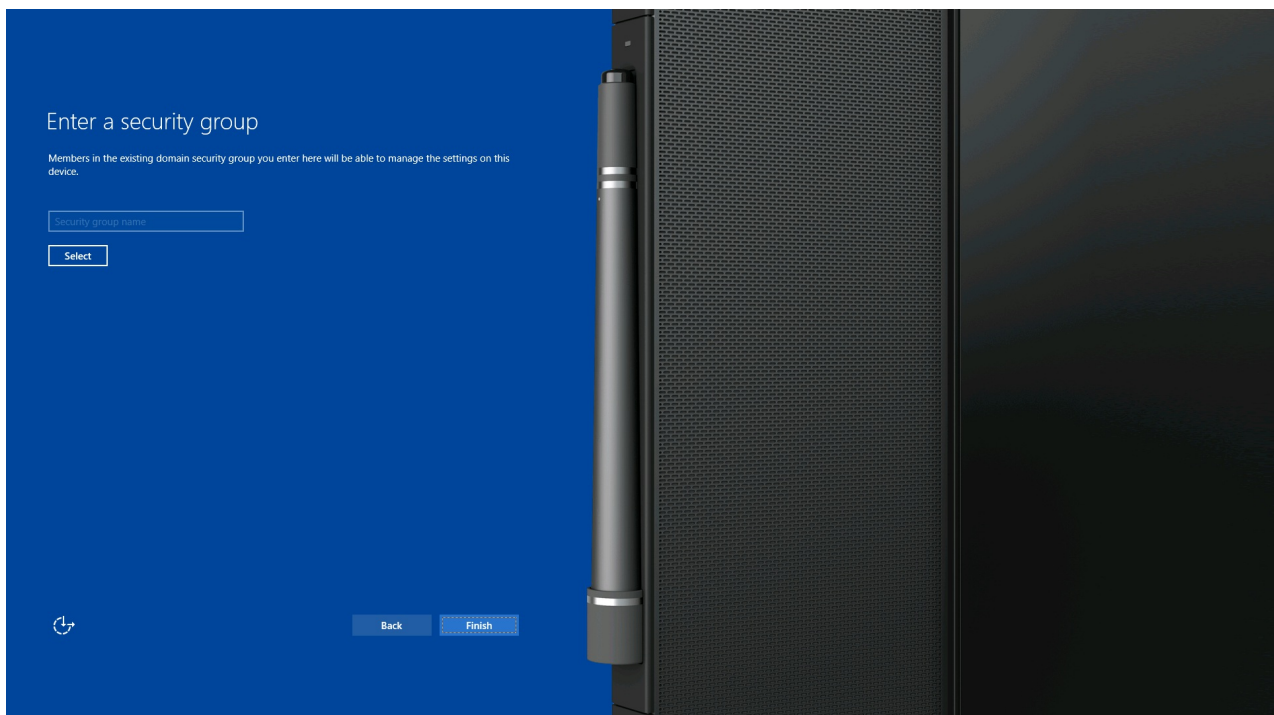 Enter a security group
Members in the existing domain security group you enter here will be able to manage the settings on this
device.
Security group name
Select
Back
Finish